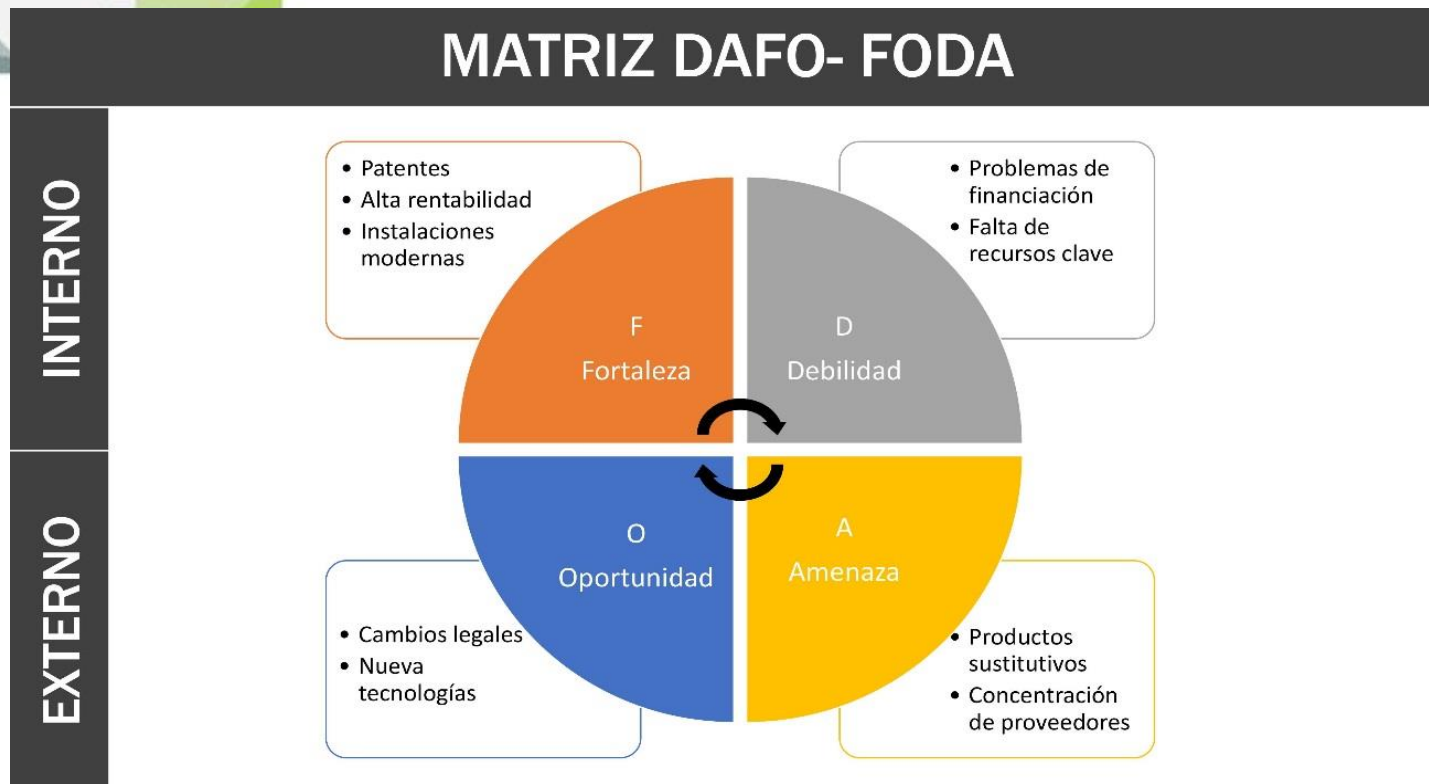 MATRIZ DAFO- FODA
INTERNO
• Patentes
• Alta rentabilidad
• Instalaciones
modernas
• Problemas de
financiación
• Falta de
recursos clave
F
Fortaleza
D
Debilidad
EXTERNO
O
Oportunidad
A
Amenaza
• Cambios legales
• Nueva
tecnologías
• Productos
sustitutivos
• Concentración
de proveedores